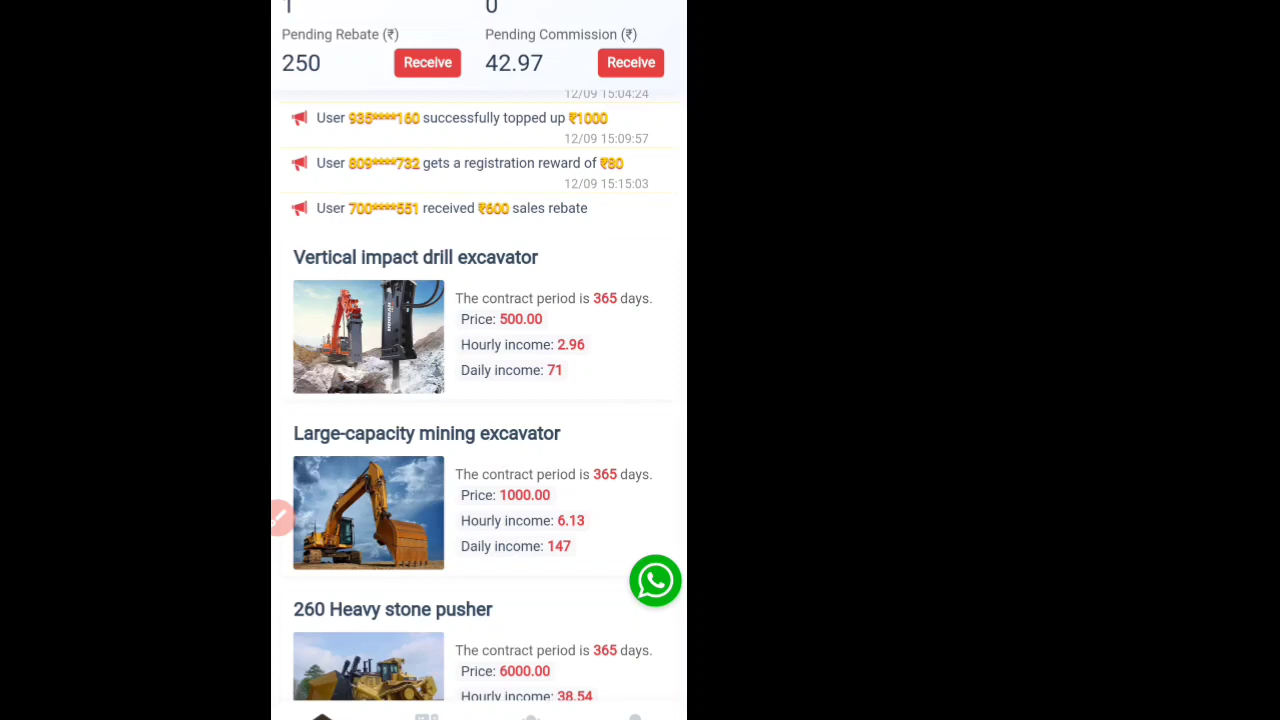 1
0
Pending Rebate (₹)
Pending Commission (₹)
250
Receive
42.97
Receive
12/09 15:04:24
User 935****160 successfully topped up ₹1000
12/09 15:09:57
User 809****732 gets a registration reward of ₹80
12/09 15:15:03
User 700****551 received ₹600 sales rebate
Vertical impact drill excavator
The contract period is 365 days.
Price: 500.00
Hourly income: 2.96
Daily income: 71
Large-capacity mining excavator
The contract period is 365 days.
Price: 1000.00
Hourly income: 6.13
Daily income: 147
260 Heavy stone pusher
The contract period is 365 days.
Price: 6000.00
Hourly income: 38.54